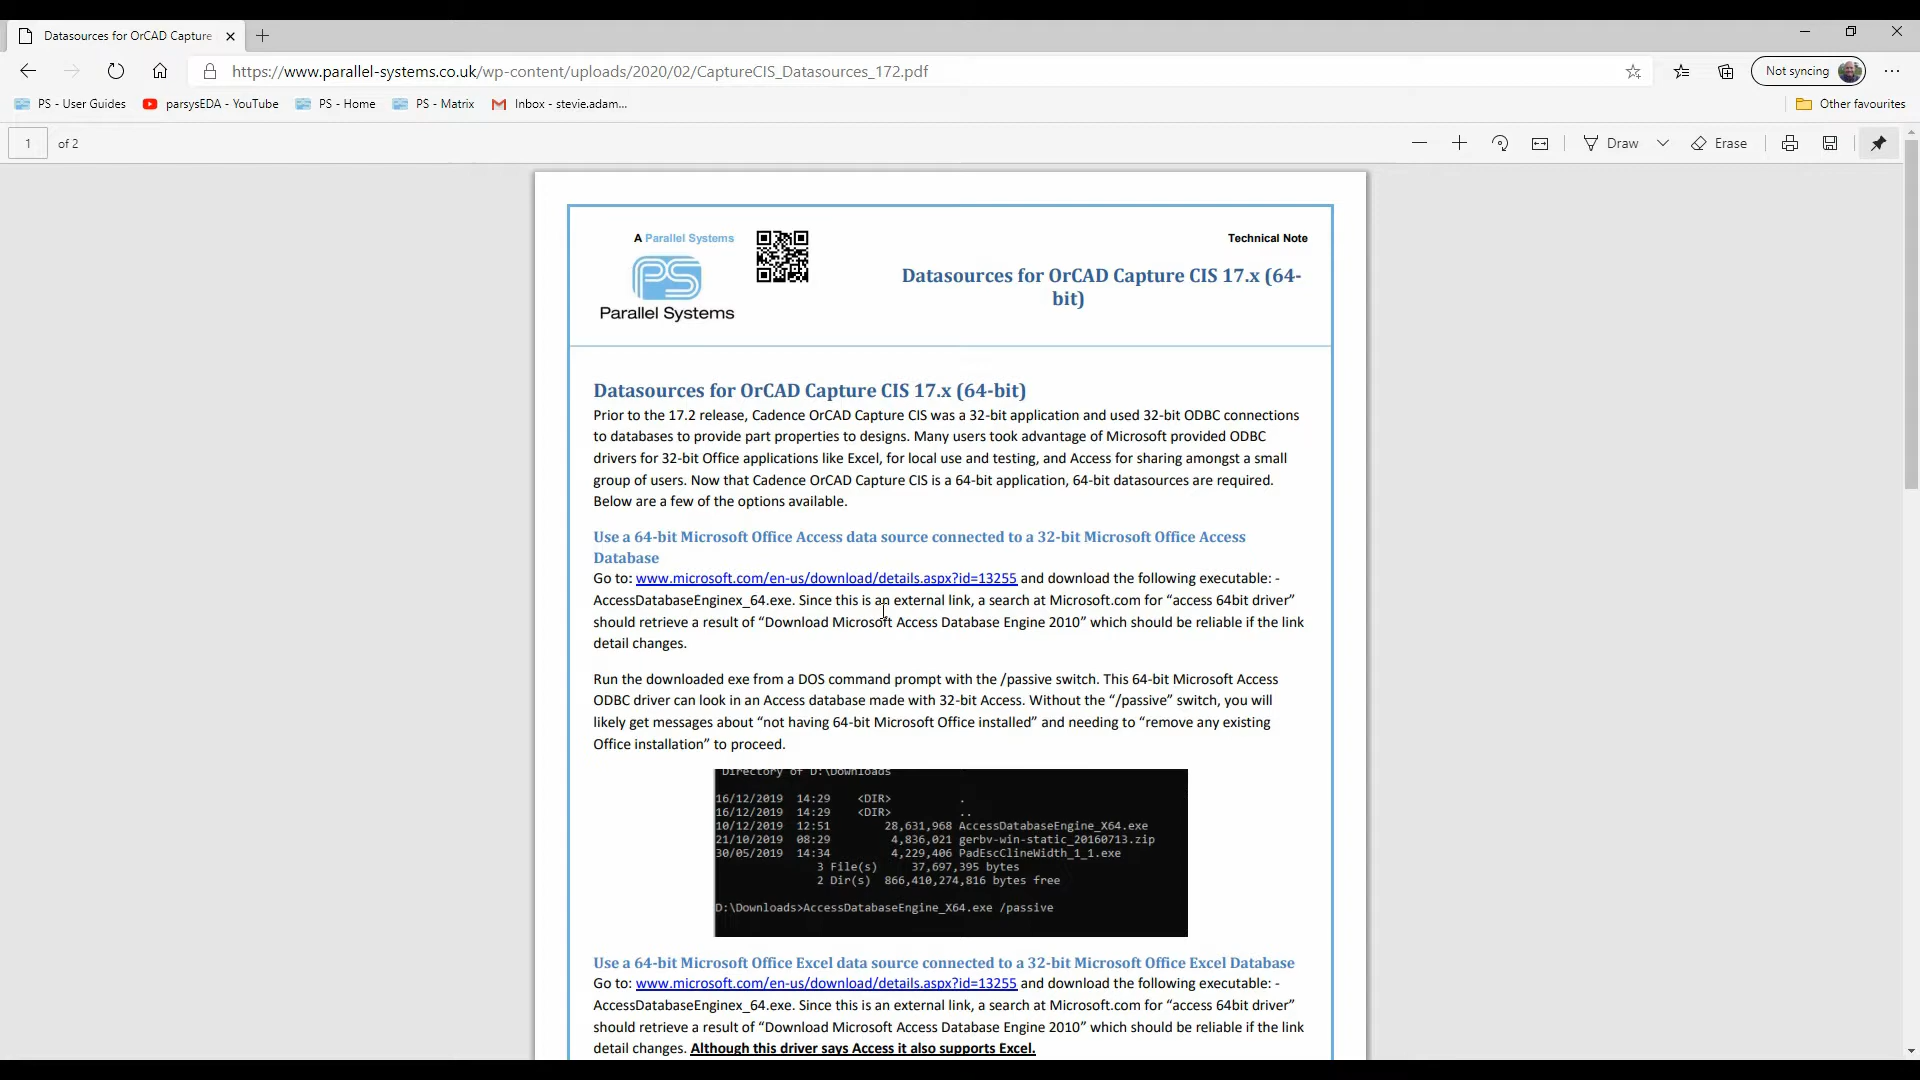 Datasources for OrCAD Capture
https://www.parallel-systems.co.uk/wp-content/uploads/2020/02/CaptureCIS_Datasources_172.pdf
Not syncing
PS - User Guides
parsysEDA - YouTube
PS - Home
PS - Matrix
Inbox - stevie.adam...
Other favourites
1 of 2
Draw
Erase
A Parallel Systems
Technical Note
PS
Parallel Systems
Datasources for OrCAD Capture CIS 17.x (64-
bit)
Datasources for OrCAD Capture CIS 17.x (64-bit)
Prior to the 17.2 release, Cadence OrCAD Capture CIS was a 32-bit application and used 32-bit ODBC connections
to databases to provide part properties to designs. Many users took advantage of Microsoft provided ODBC
drivers for 32-bit Office applications like Excel, for local use and testing, and Access for sharing amongst a small
group of users. Now that Cadence OrCAD Capture CIS is a 64-bit application, 64-bit datasources are required.
Below are a few of the options available.
Use a 64-bit Microsoft Office Access data source connected to a 32-bit Microsoft Office Access
Database
Go to: www.microsoft.com/en-us/download/details.aspx?id=13255 and download the following executable: -
AccessDatabaseEnginex_64.exe. Since this is an external link, a search at Microsoft.com for “access 64bit driver”
should retrieve a result of “Download Microsoft Access Database Engine 2010” which should be reliable if the link
detail changes.
Run the downloaded exe from a DOS command prompt with the /passive switch. This 64-bit Microsoft Access
ODBC driver can look in an Access database made with 32-bit Access. Without the “/passive” switch, you will
likely get messages about “not having 64-bit Microsoft Office installed” and needing to “remove any existing
Office installation” to proceed.
Directory of D:\Downloads
16/12/2019 14:29 <DIR> .
16/12/2019 14:29 <DIR> ..
10/12/2019 12:51 28,631,968 AccessDatabaseEngine_X64.exe
21/10/2019 08:29 4,836,021 gerbv-win-static_20160713.zip
30/05/2019 14:34 4,229,406 PadEscClineWidth_1_1.exe
3 File(s) 37,697,395 bytes
2 Dir(s) 866,410,274,816 bytes free
D:\Downloads>AccessDatabaseEngine_X64.exe /passive
Use a 64-bit Microsoft Office Excel data source connected to a 32-bit Microsoft Office Excel Database
Go to: www.microsoft.com/en-us/download/details.aspx?id=13255 and download the following executable: -
AccessDatabaseEnginex_64.exe. Since this is an external link, a search at Microsoft.com for “access 64bit driver”
should retrieve a result of “Download Microsoft Access Database Engine 2010” which should be reliable if the link
detail changes. Although this driver says Access it also supports Excel.